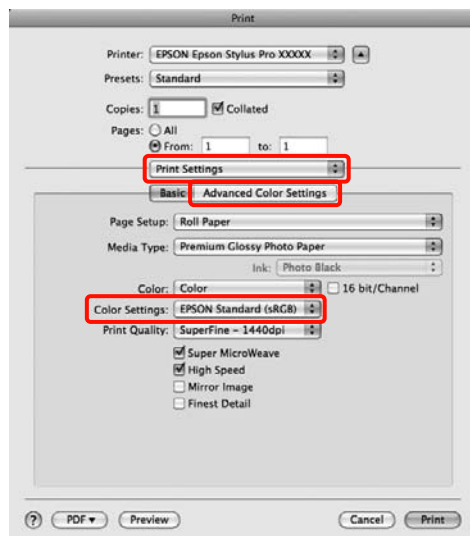 Print
Printer: EPSON Epson Stylus Pro XXXXX
Presets: Standard
Copies: 1 Collated
Pages: All
From: 1 to: 1
Print Settings
Basic Advanced Color Settings
Page Setup: Roll Paper
Media Type: Premium Glossy Photo Paper
Ink: Photo Black
Color: Color 16 bit/Channel
Color Settings: EPSON Standard (sRGB)
Print Quality: SuperFine - 1440dpi
Super MicroWeave
High Speed
Mirror Image
Finest Detail
? PDF Preview Cancel Print